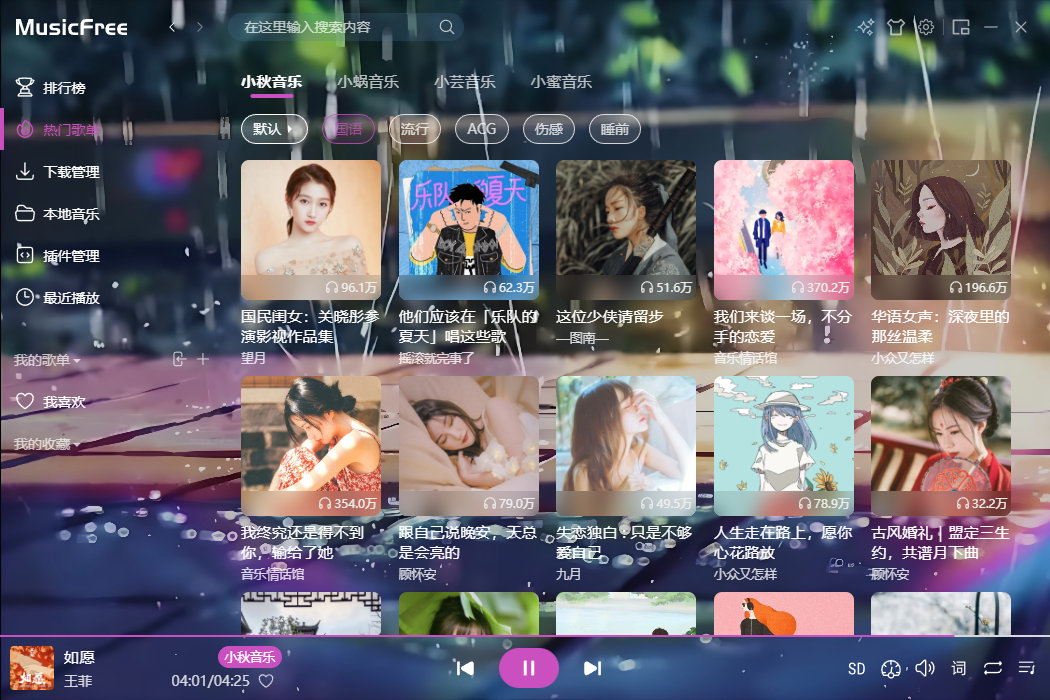 MusicFree
在这里输入搜索内容
小秋音乐 小蜗音乐 小芸音乐 小蜜音乐
默认 国语 流行 ACG 伤感 睡前
排行榜
热门歌单
下载管理
本地音乐
插件管理
最近播放
我的歌单
我喜欢
我的收藏
乐队的夏天
96.1万 62.3万 51.6万 370.2万 196.6万
国民闺女：关晓彤参
演影视作品集
望月
他们应该在「乐队的
夏天」唱这些歌
摇滚就完事了
这位少侠请留步
—图南—
我们来谈一场，不分
手的恋爱
音乐情话馆
华语女声：深夜里的
那丝温柔
小众又怎样
354.0万 79.0万 49.5万 78.9万 32.2万
我终究还是得不到
你，输给了她
音乐情话馆
跟自己说晚安，天总
是会亮的
顾怀安
失恋独白：只是不够
爱自己
九月
人生走在路上，愿你
心花路放
小众又怎样
古风婚礼 | 盟定三生
约，共谱月下曲
顾怀安
如愿
如愿 小秋音乐
王菲 04:01/04:25
SD 词